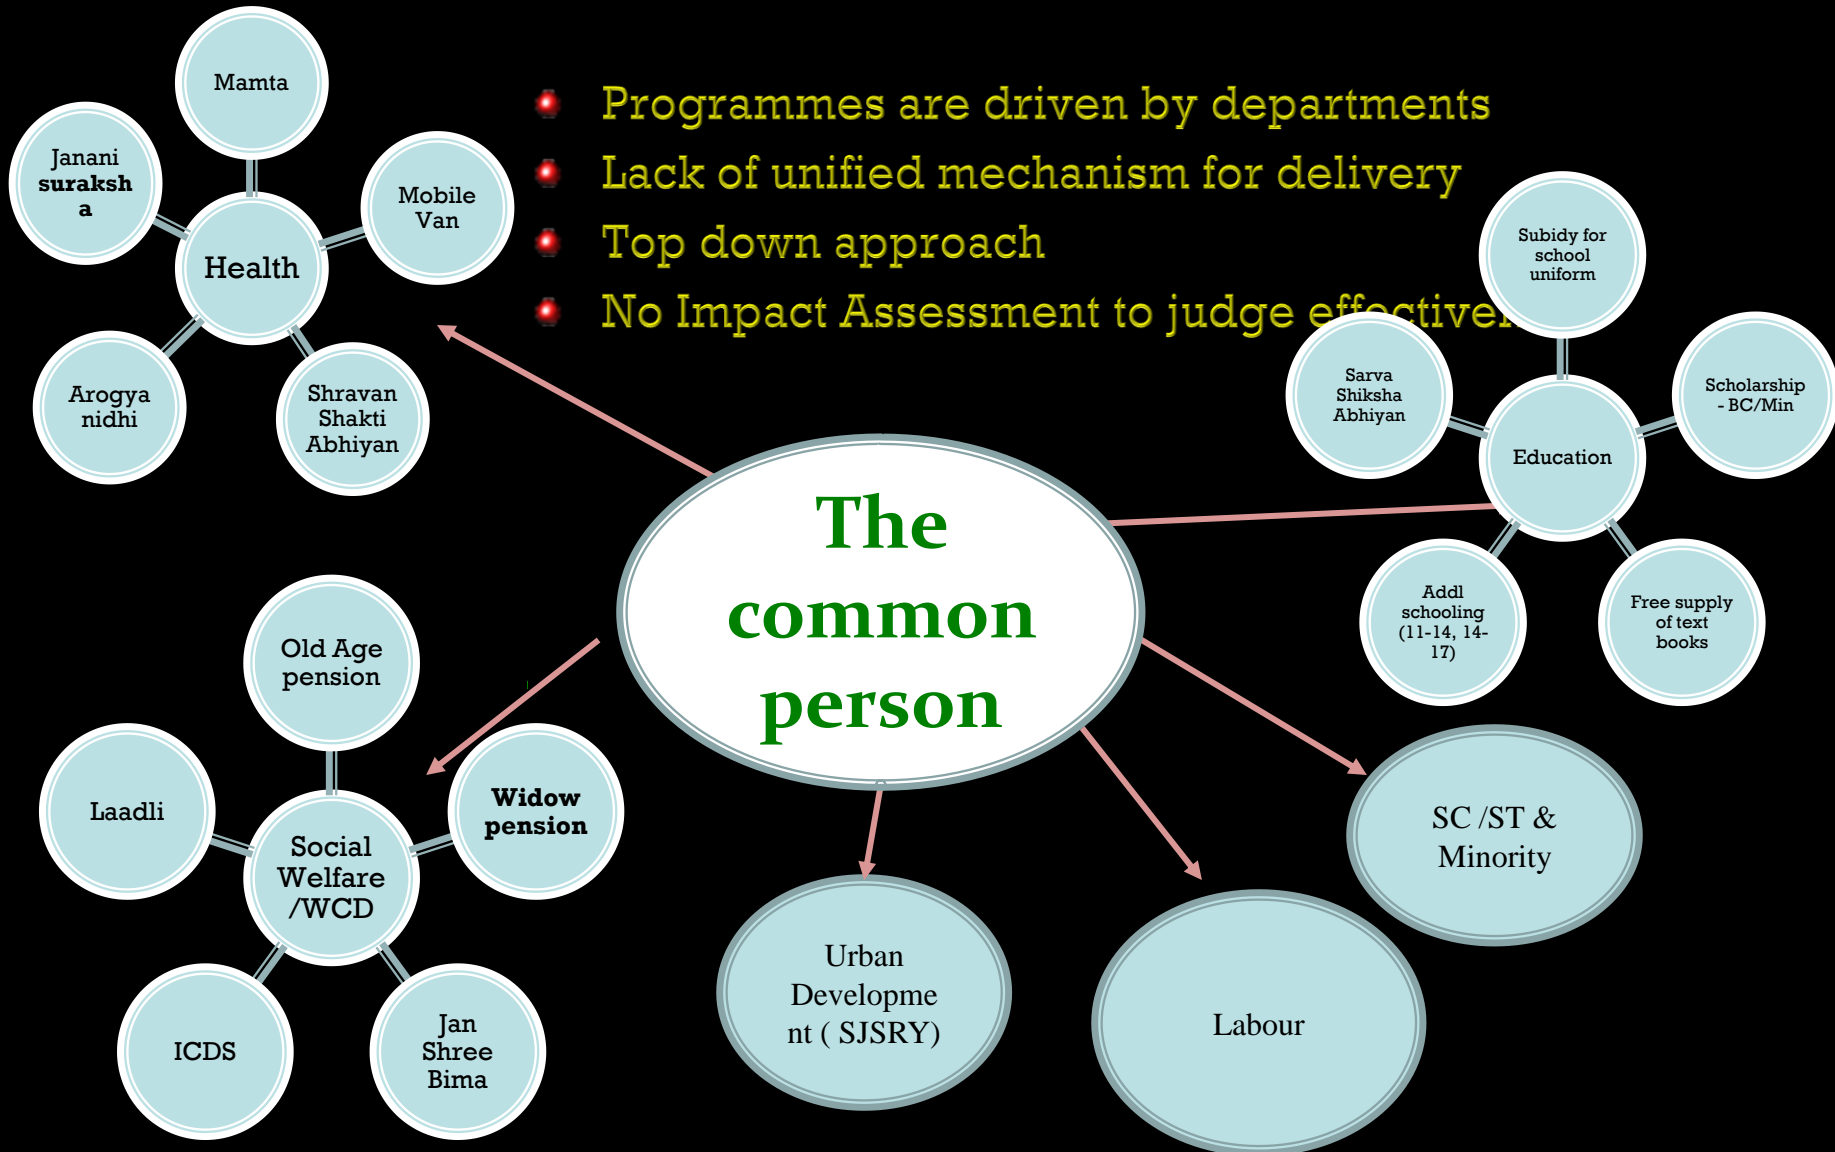 Programmes are driven by departments
Lack of unified mechanism for delivery
Top down approach
No Impact Assessment to judge
Mamta
Janani
suraksh
a
Mobile
Van
Health
Arogya
nidhi
Shravan
Shakti
Abhiyan
Subidy for
school
uniform
Sarva
Shiksha
Abhiyan
Scholarship
- BC/Min
Education
Addl
schooling
(11-14, 14-
17)
Free supply
of text
books
The
common
person
Old Age
pension
Laadli
Widow
pension
Social
Welfare
/WCD
ICDS
Jan
Shree
Bima
Urban
Developme
nt ( SJSRY)
Labour
SC /ST &
Minority